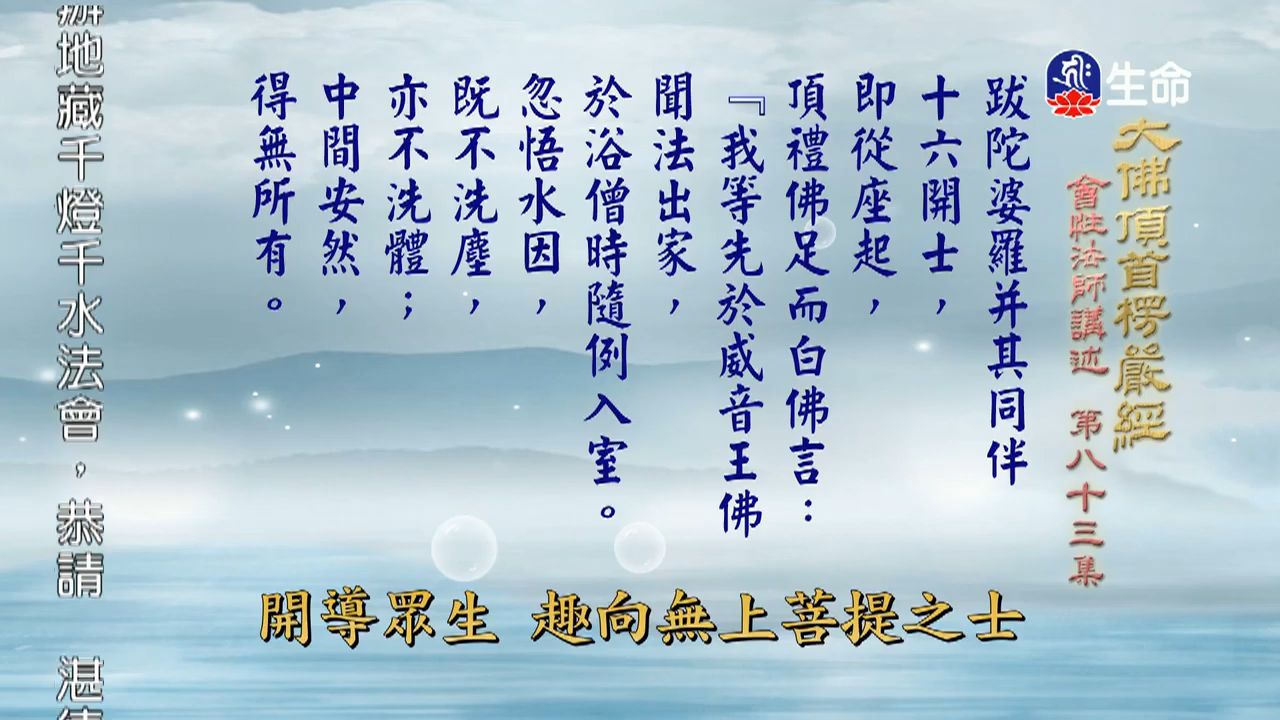 生命
大佛頂首楞嚴經
會性法師講述 第八十三集
跋陀婆羅并其同伴
十六開士，
即從座起，
頂禮佛足而白佛言：
『我等先於威音王佛
聞法出家，
於浴僧時隨例入室。
忽悟水因，
既不洗塵，
亦不洗體；
中間安然，
得無所有。
開導眾生 趣向無上菩提之士
地藏千燈千水法會，恭請 湛